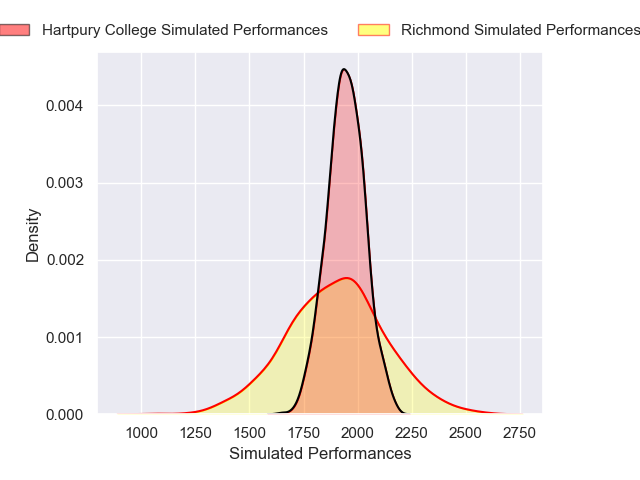 Hartpury College Simulated Performances Richmond Simulated Performances
0.004
0.003
0.002
0.001
0.000
Density
1000 1250 1500 1750 2000 2250 2500 2750
Simulated Performances